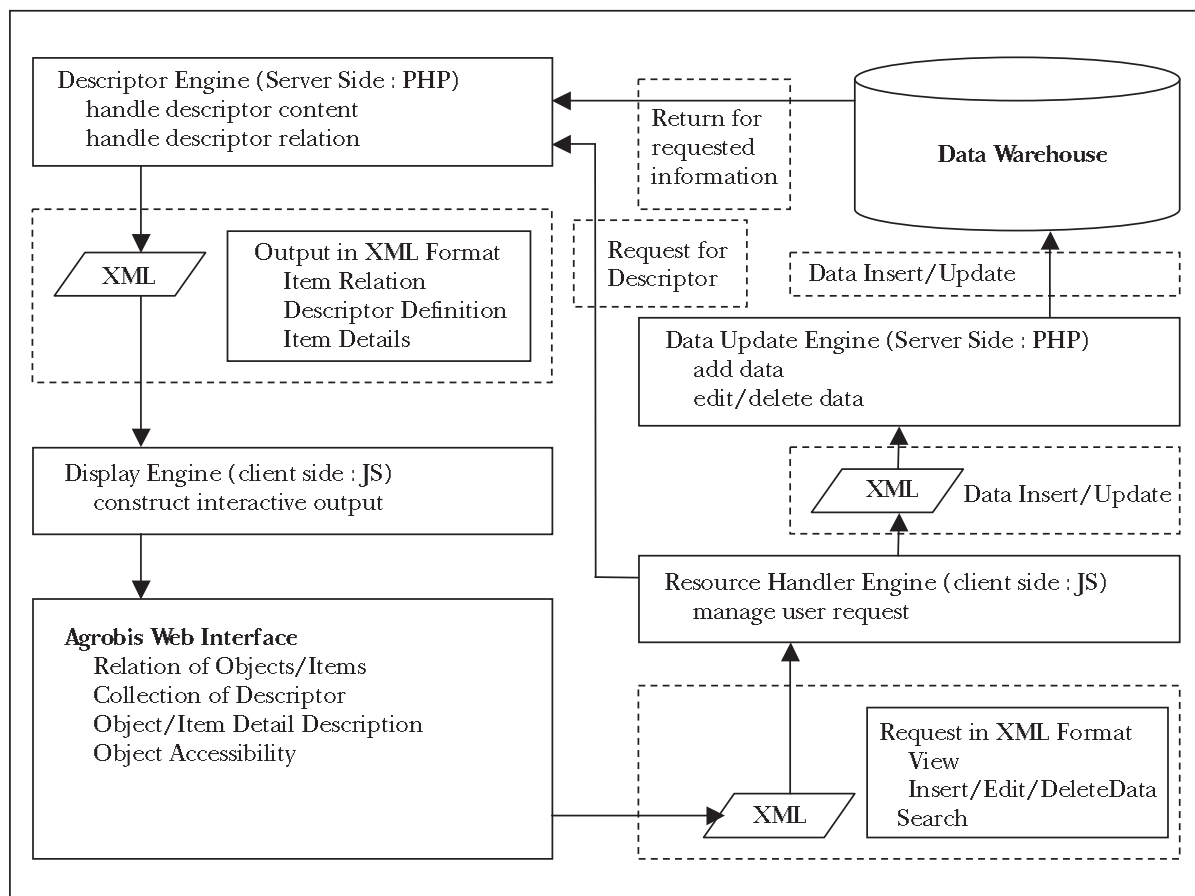 Descriptor Engine (Server Side : PHP)
handle descriptor content
handle descriptor relation
Return for
requested
information
Data Warehouse
XML
Output in XML Format
Item Relation
Descriptor Definition
Item Details
Request for
Descriptor
Data Insert/Update
Data Update Engine (Server Side : PHP)
add data
edit/delete data
Display Engine (client side : JS)
construct interactive output
XML
Data Insert/Update
Resource Handler Engine (client side : JS)
manage user request
Agrobis Web Interface
Relation of Objects/Items
Collection of Descriptor
Object/Item Detail Description
Object Accessibility
XML
Request in XML Format
View
Insert/Edit/DeleteData
Search